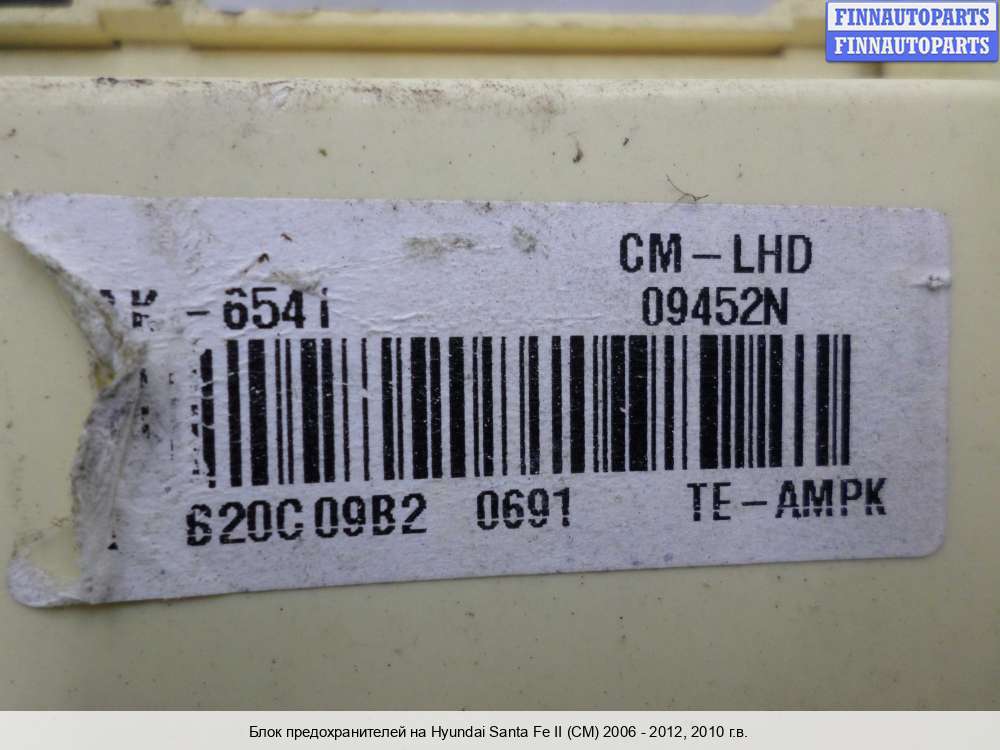 FINNAUTOPARTS
FINNAUTOPARTS
CM-LHD
-6541 09452N
620C09B2 0691 TE-AMPK
Блок предохранителей на Hyundai Santa Fe II (CM) 2006 - 2012, 2010 г.в.